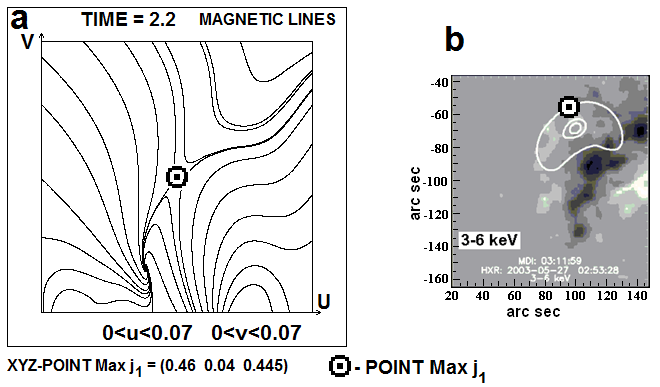 a
TIME = 2.2 MAGNETIC LINES
V
U
0<u<0.07 0<v<0.07
XYZ-POINT Max j1 = (0.46 0.04 0.445)
b
-40
-60
-80
-100
-120
-140
-160
arc sec
3-6 keV
MDI: 03:11:59
HXR: 2003-05-27 02:53:28
3-6 keV
20 40 60 80 100 120 140
arc sec
- POINT Max j1